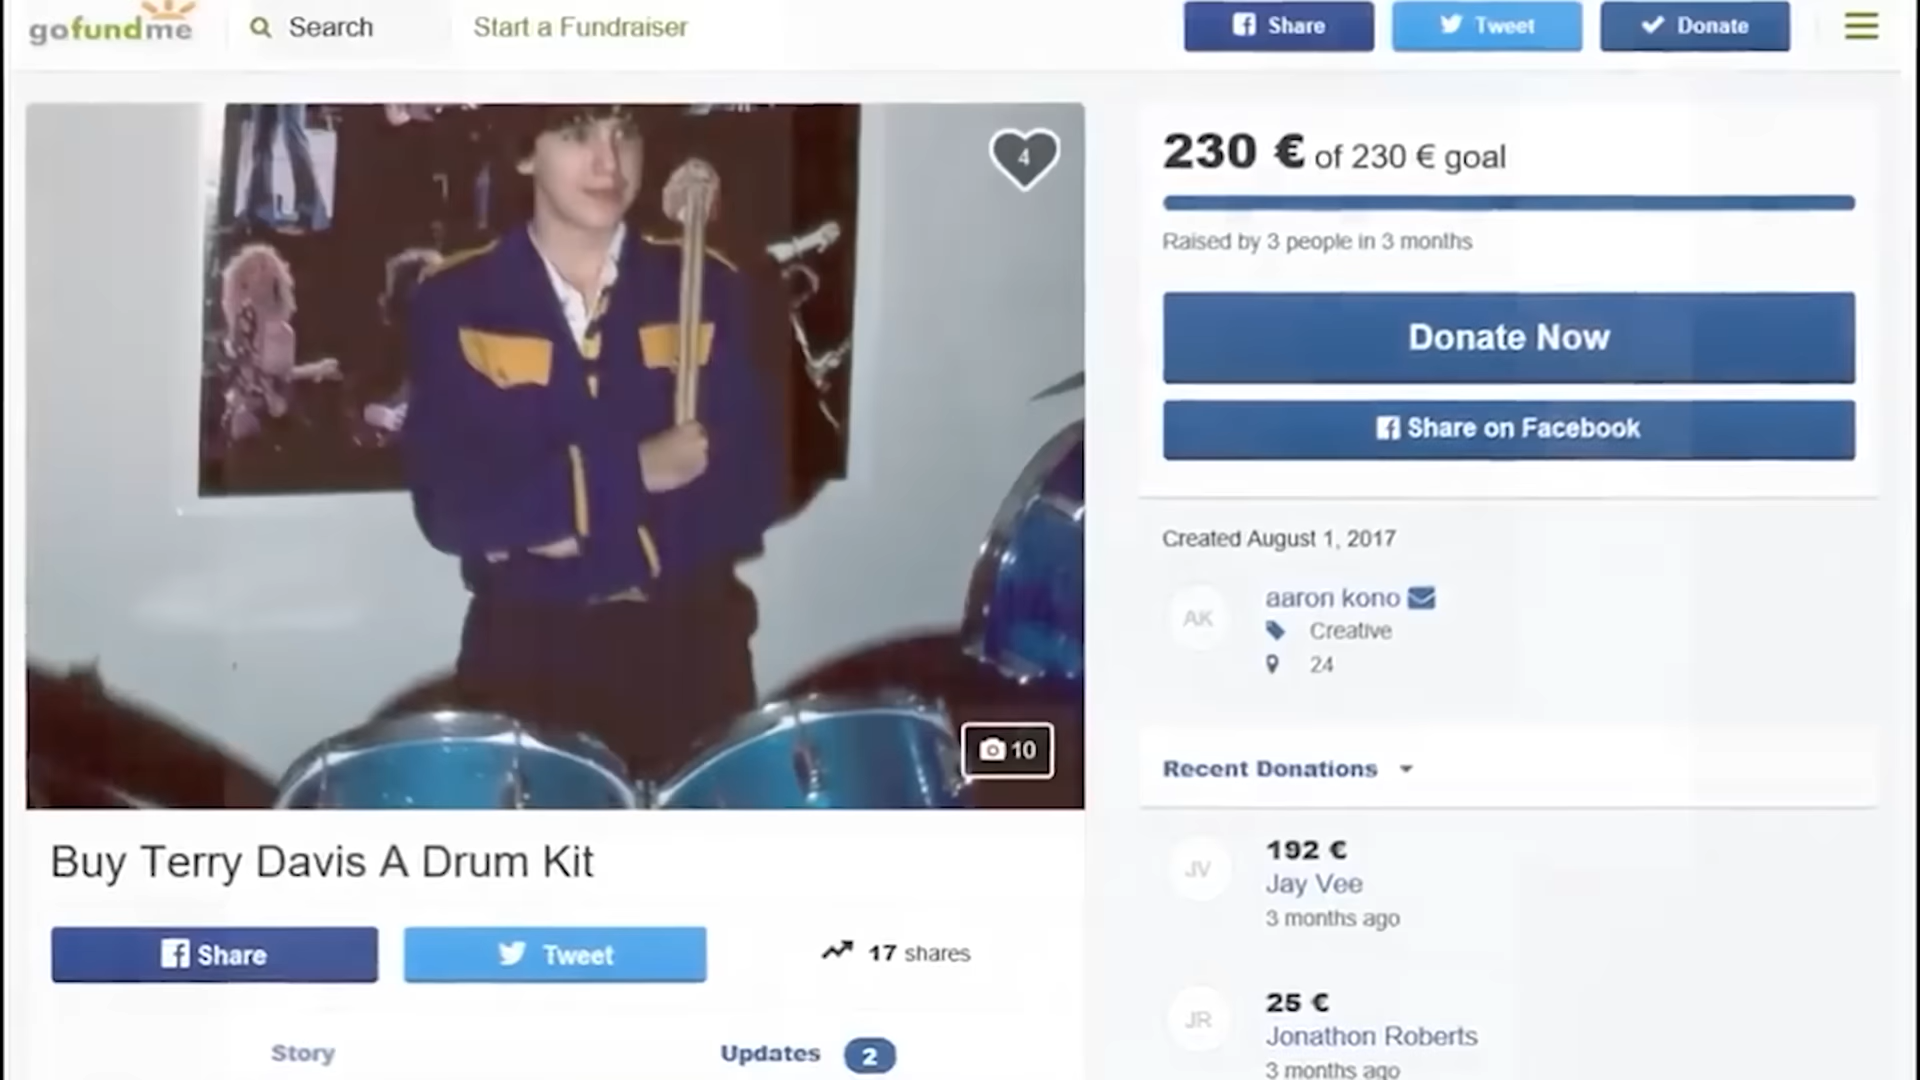 gofundme
Search
Start a Fundraiser
Share
Tweet
Donate
4
10
Buy Terry Davis A Drum Kit
Share
Tweet
17 shares
Story
Updates 2
230 € of 230 € goal
Raised by 3 people in 3 months
Donate Now
Share on Facebook
Created August 1, 2017
AK
aaron kono
Creative
24
Recent Donations
JV
192 €
Jay Vee
3 months ago
JR
25 €
Jonathon Roberts
3 months ago